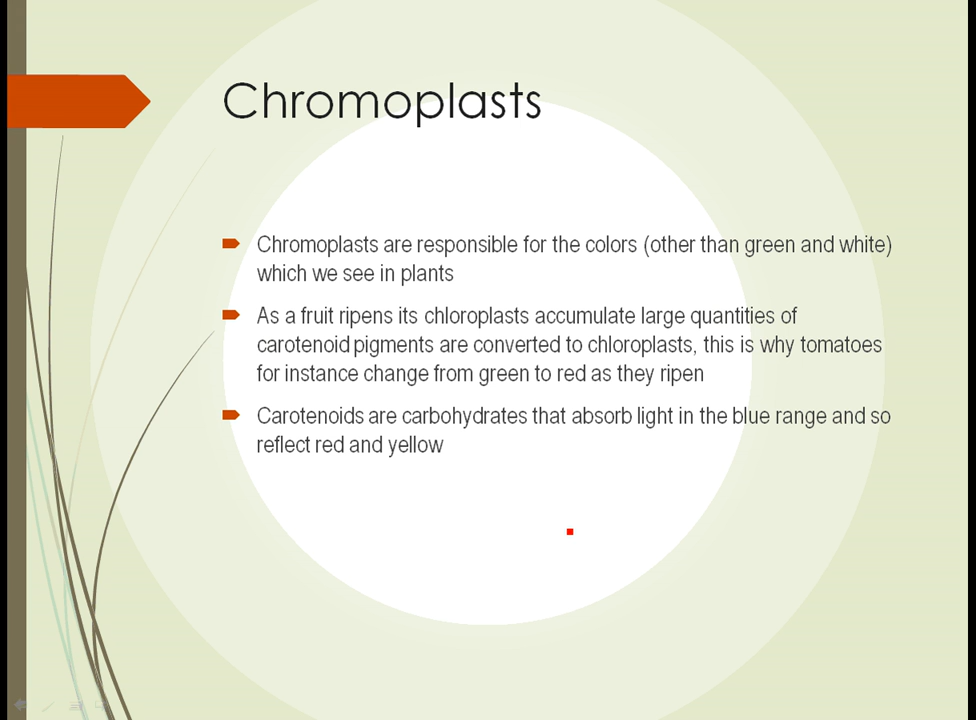 Chromoplasts
Chromoplasts are responsible for the colors (other than green and white)
which we see in plants
As a fruit ripens its chloroplasts accumulate large quantities of
carotenoid pigments are converted to chloroplasts, this is why tomatoes
for instance change from green to red as they ripen
Carotenoids are carbohydrates that absorb light in the blue range and so
reflect red and yellow